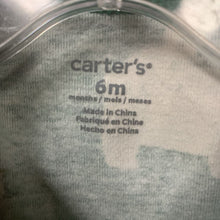 carter's®
6m
months / mois / meses
Made in China
Fabriqué en Chine
Hecho en China